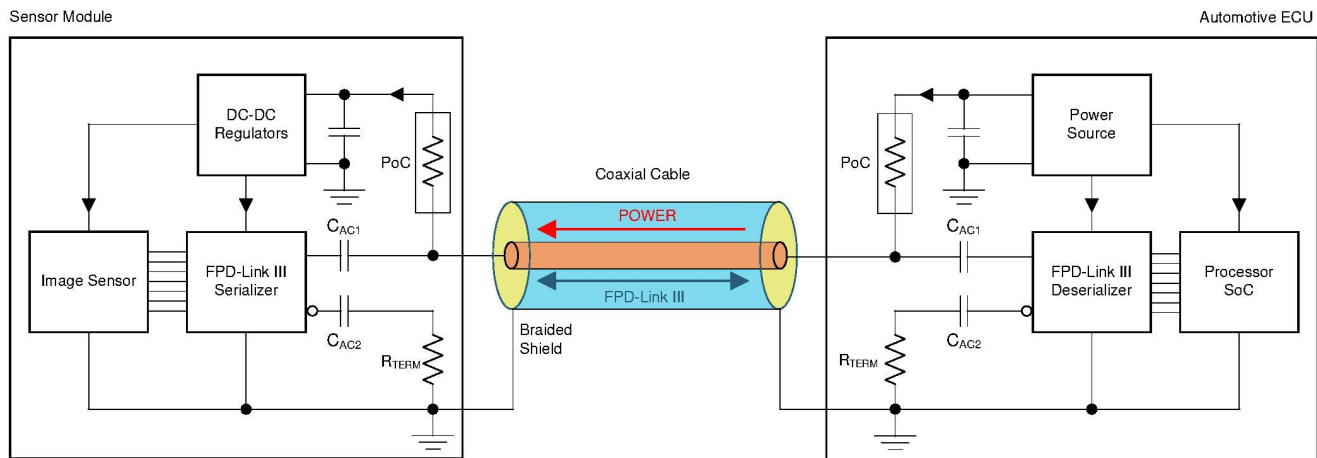 Sensor Module
Automotive ECU
DC-DC
Regulators
PoC
Image Sensor
FPD-Link III
Serializer
CAC1
CAC2
RTERM
Coaxial Cable
POWER
FPD-Link III
Braided
Shield
Power
Source
PoC
CAC1
FPD-Link III
Deserializer
Processor
SoC
CAC2
RTERM